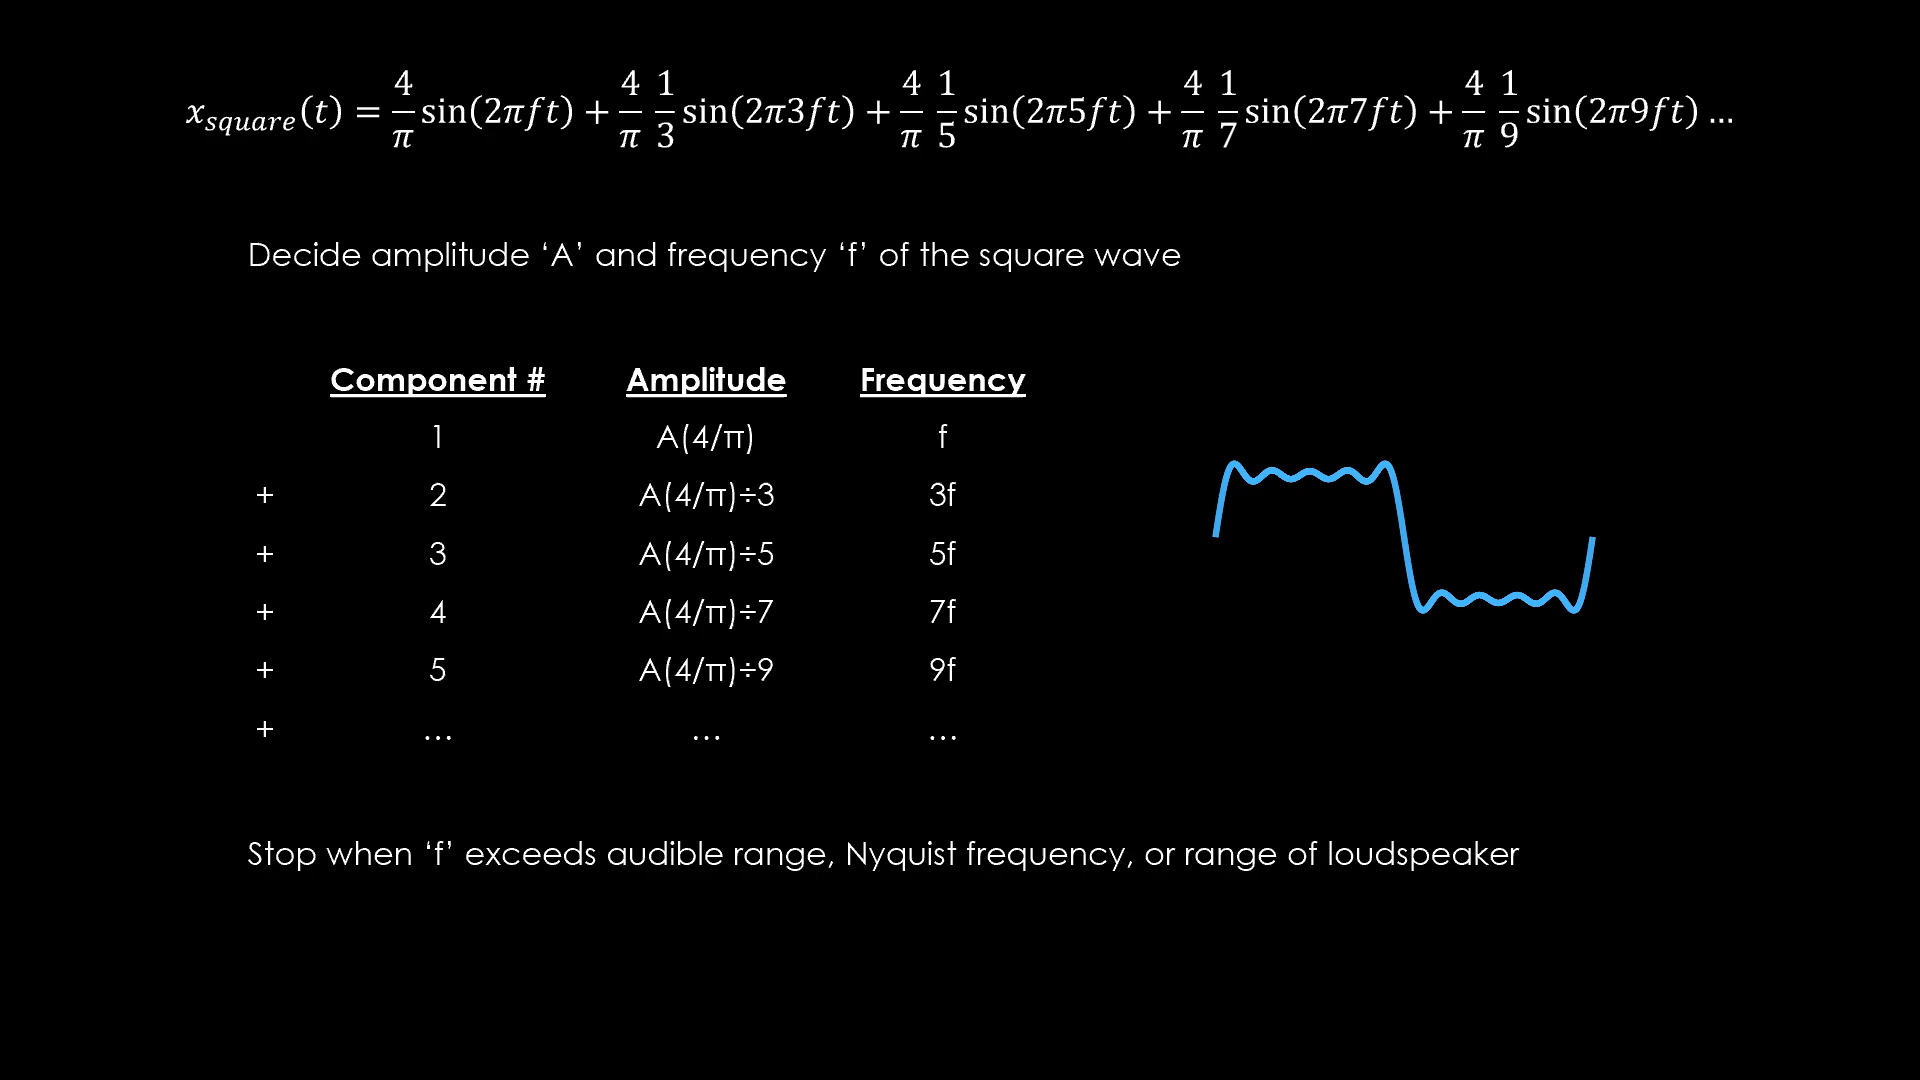 x_square(t) = 4/π sin(2πft) + 4/π 1/3 sin(2π3ft) + 4/π 1/5 sin(2π5ft) + 4/π 1/7 sin(2π7ft) + 4/π 1/9 sin(2π9ft) ...
Decide amplitude ‘A’ and frequency ‘f’ of the square wave
Component # Amplitude Frequency
1 A(4/π) f
+ 2 A(4/π)÷3 3f
+ 3 A(4/π)÷5 5f
+ 4 A(4/π)÷7 7f
+ 5 A(4/π)÷9 9f
+ ... ... ...
Stop when ‘f’ exceeds audible range, Nyquist frequency, or range of loudspeaker